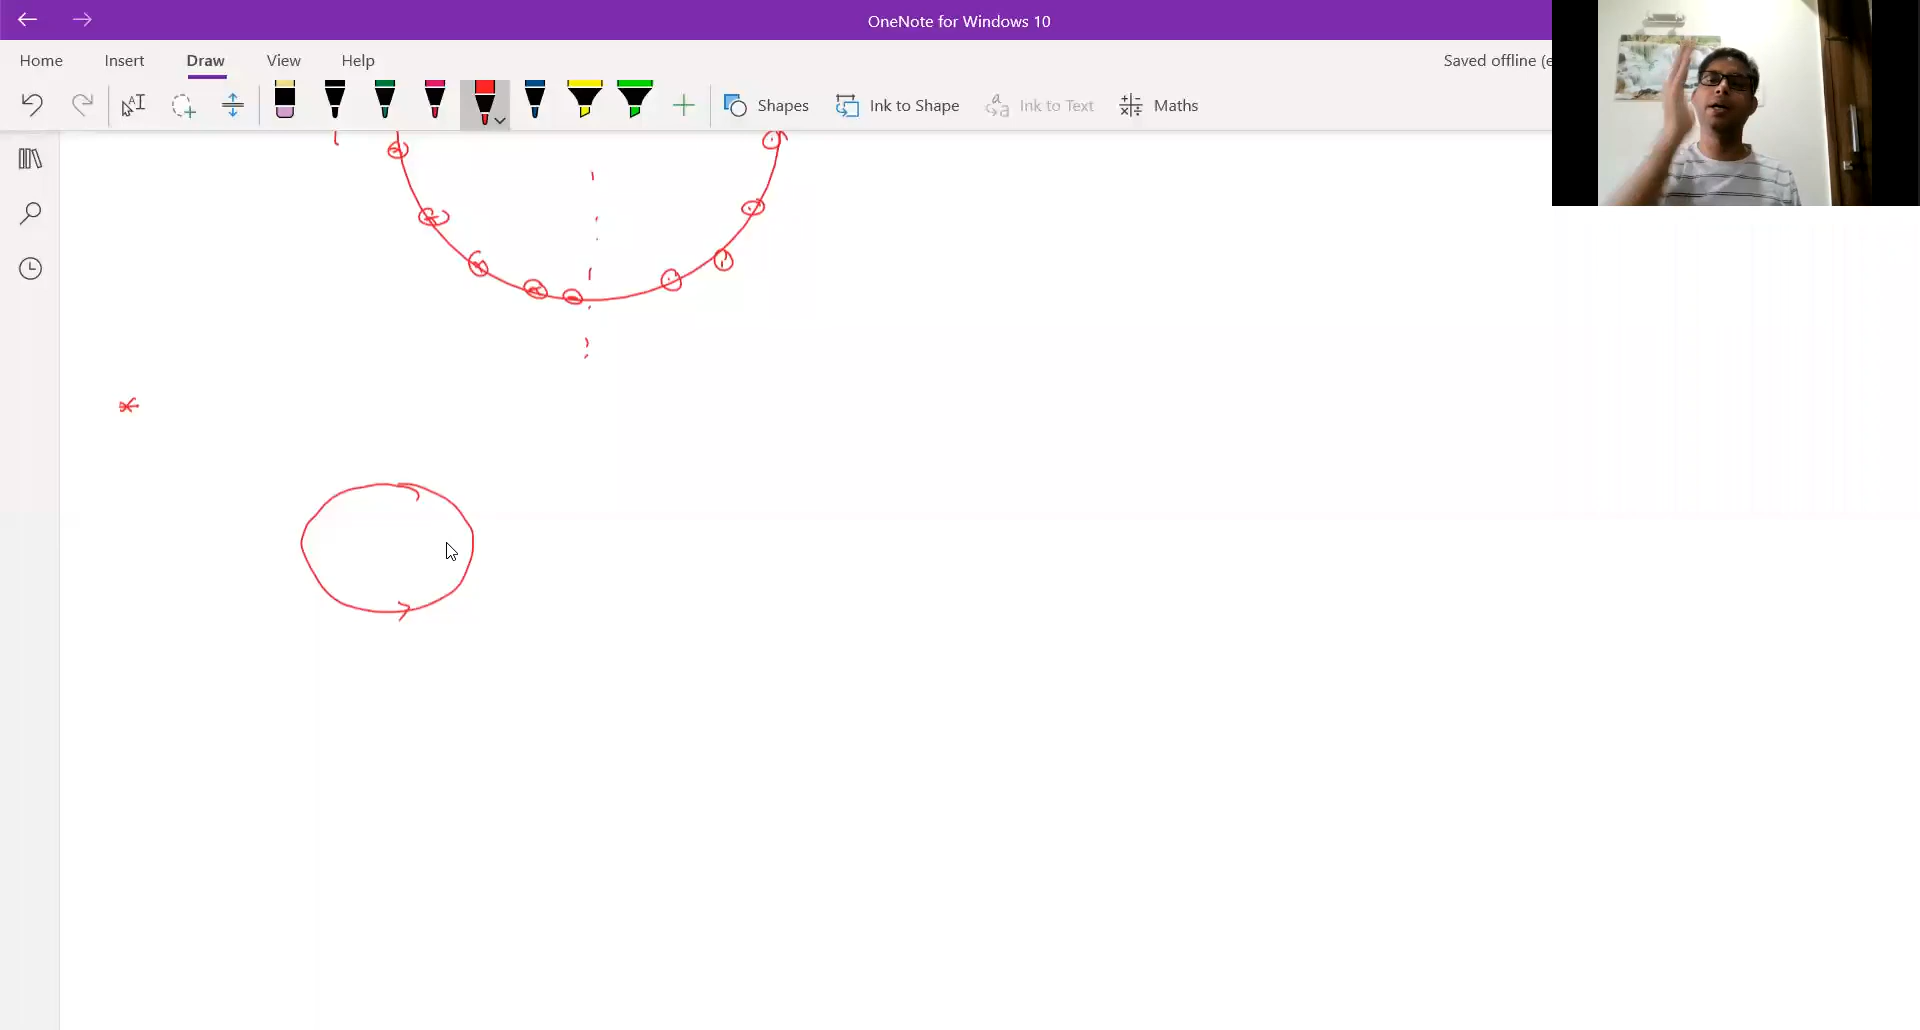 OneNote for Windows 10
Home Insert Draw View Help
Saved offline (e
Shapes Ink to Shape Ink to Text Maths